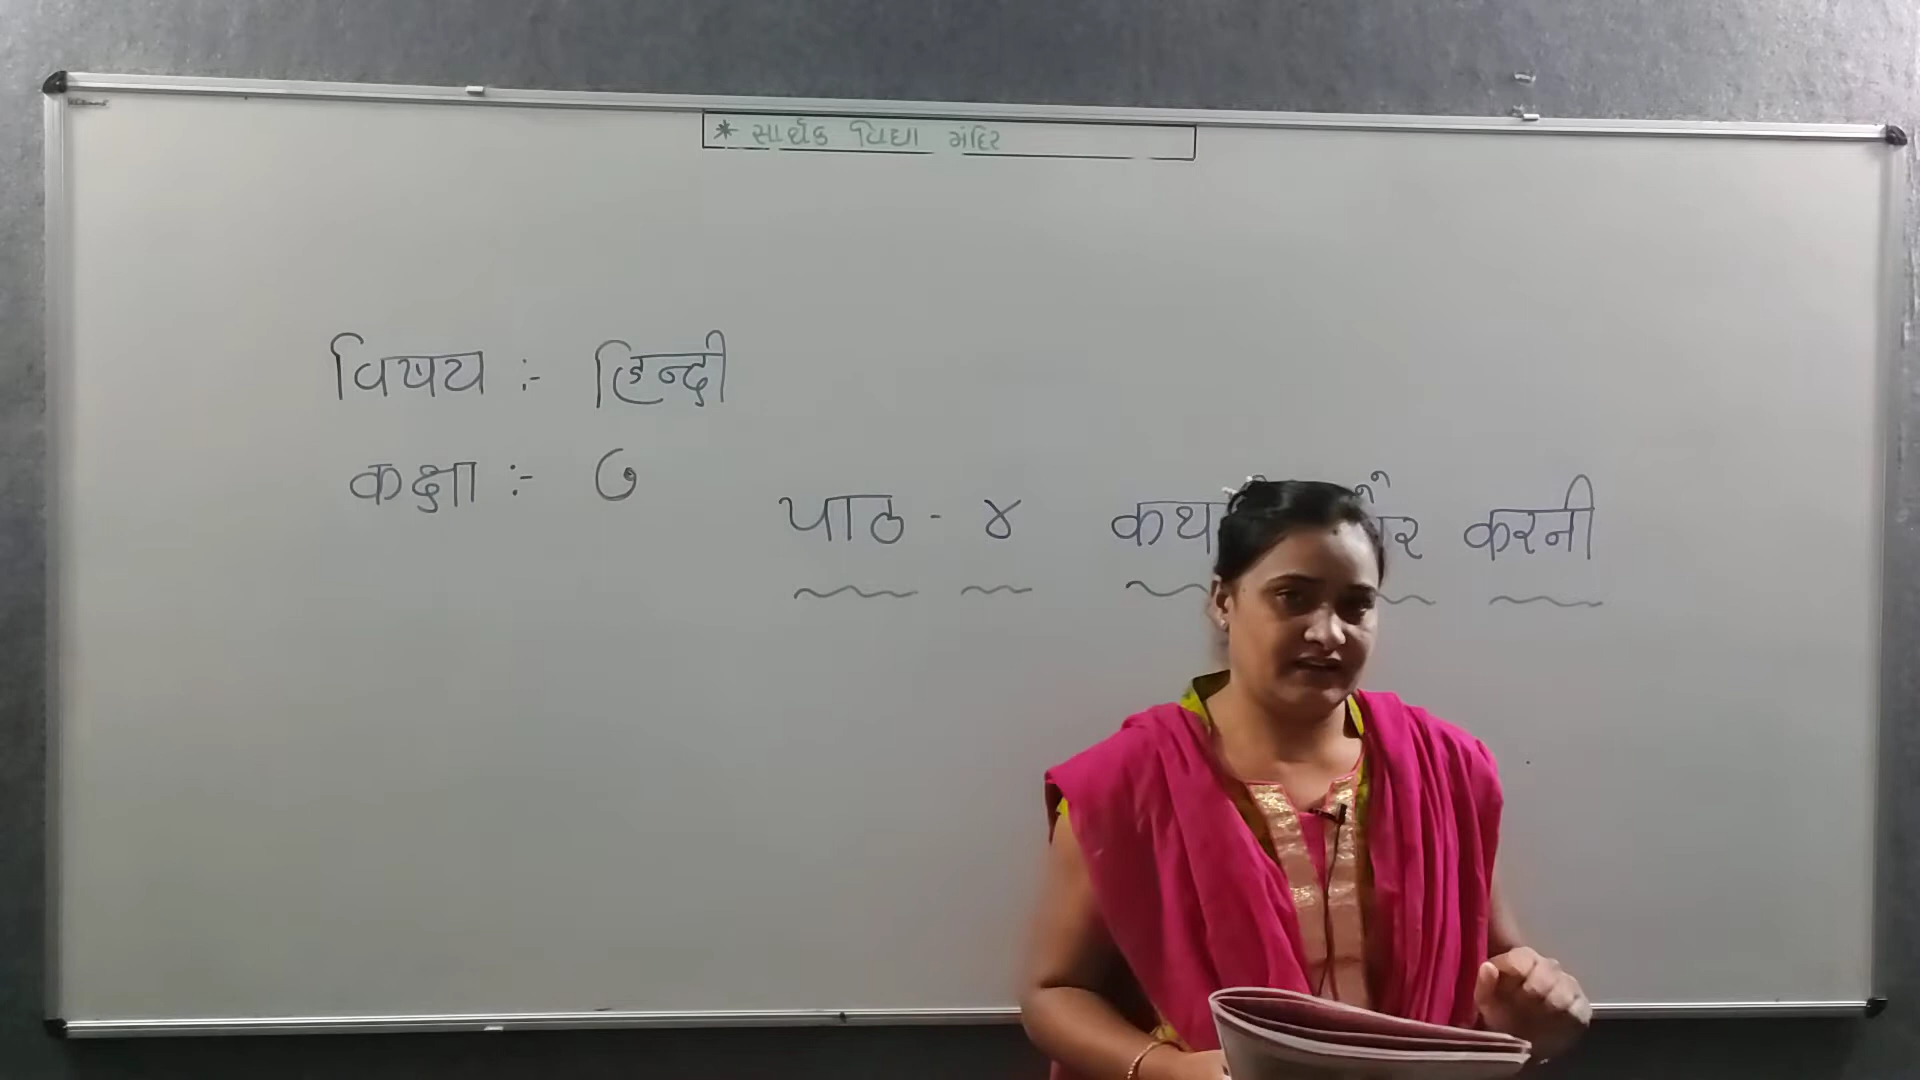 * સાર્થક વિદ્યા મંદિર
विषय :- हिन्दी
कक्षा :- ७
पाठ - ४ करनी